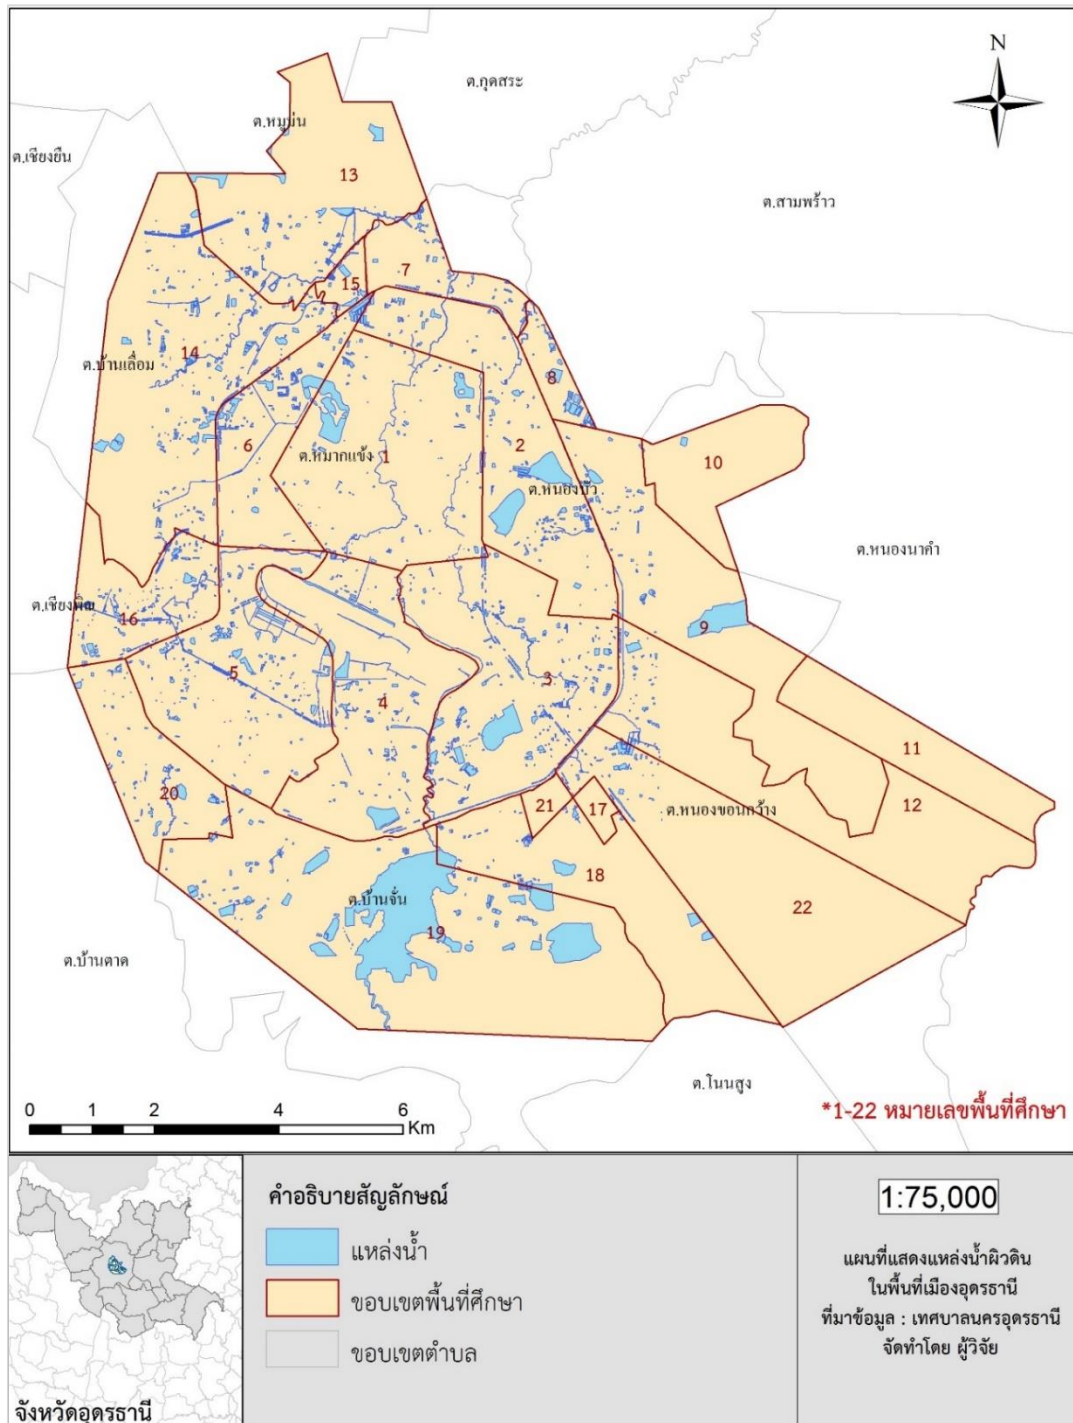 N
ต.กุดสระ
ต.หมูม่น
ต.เชียงยืน
13
ต.สามพร้าว
7
15
14
ต.บ้านเลื่อม
8
6
2
ต.หมากแข้ง
1
10
ต.หนองบัว
ต.หนองนาคำ
ต.เชียงพิณ
16
9
5
3
4
11
20
21
17
ต.หนองขอนกว้าง
12
18
ต.บ้านจั่น
22
19
ต.บ้านตาด
ต.โนนสูง
0 1 2 4 6
Km
*1-22 หมายเลขพื้นที่ศึกษา
คำอธิบายสัญลักษณ์
แหล่งน้ำ
ขอบเขตพื้นที่ศึกษา
ขอบเขตตำบล
จังหวัดอุดรธานี
1:75,000
แผนที่แสดงแหล่งน้ำผิวดิน
ในพื้นที่เมืองอุดรธานี
ที่มาข้อมูล : เทศบาลนครอุดรธานี
จัดทำโดย ผู้วิจัย